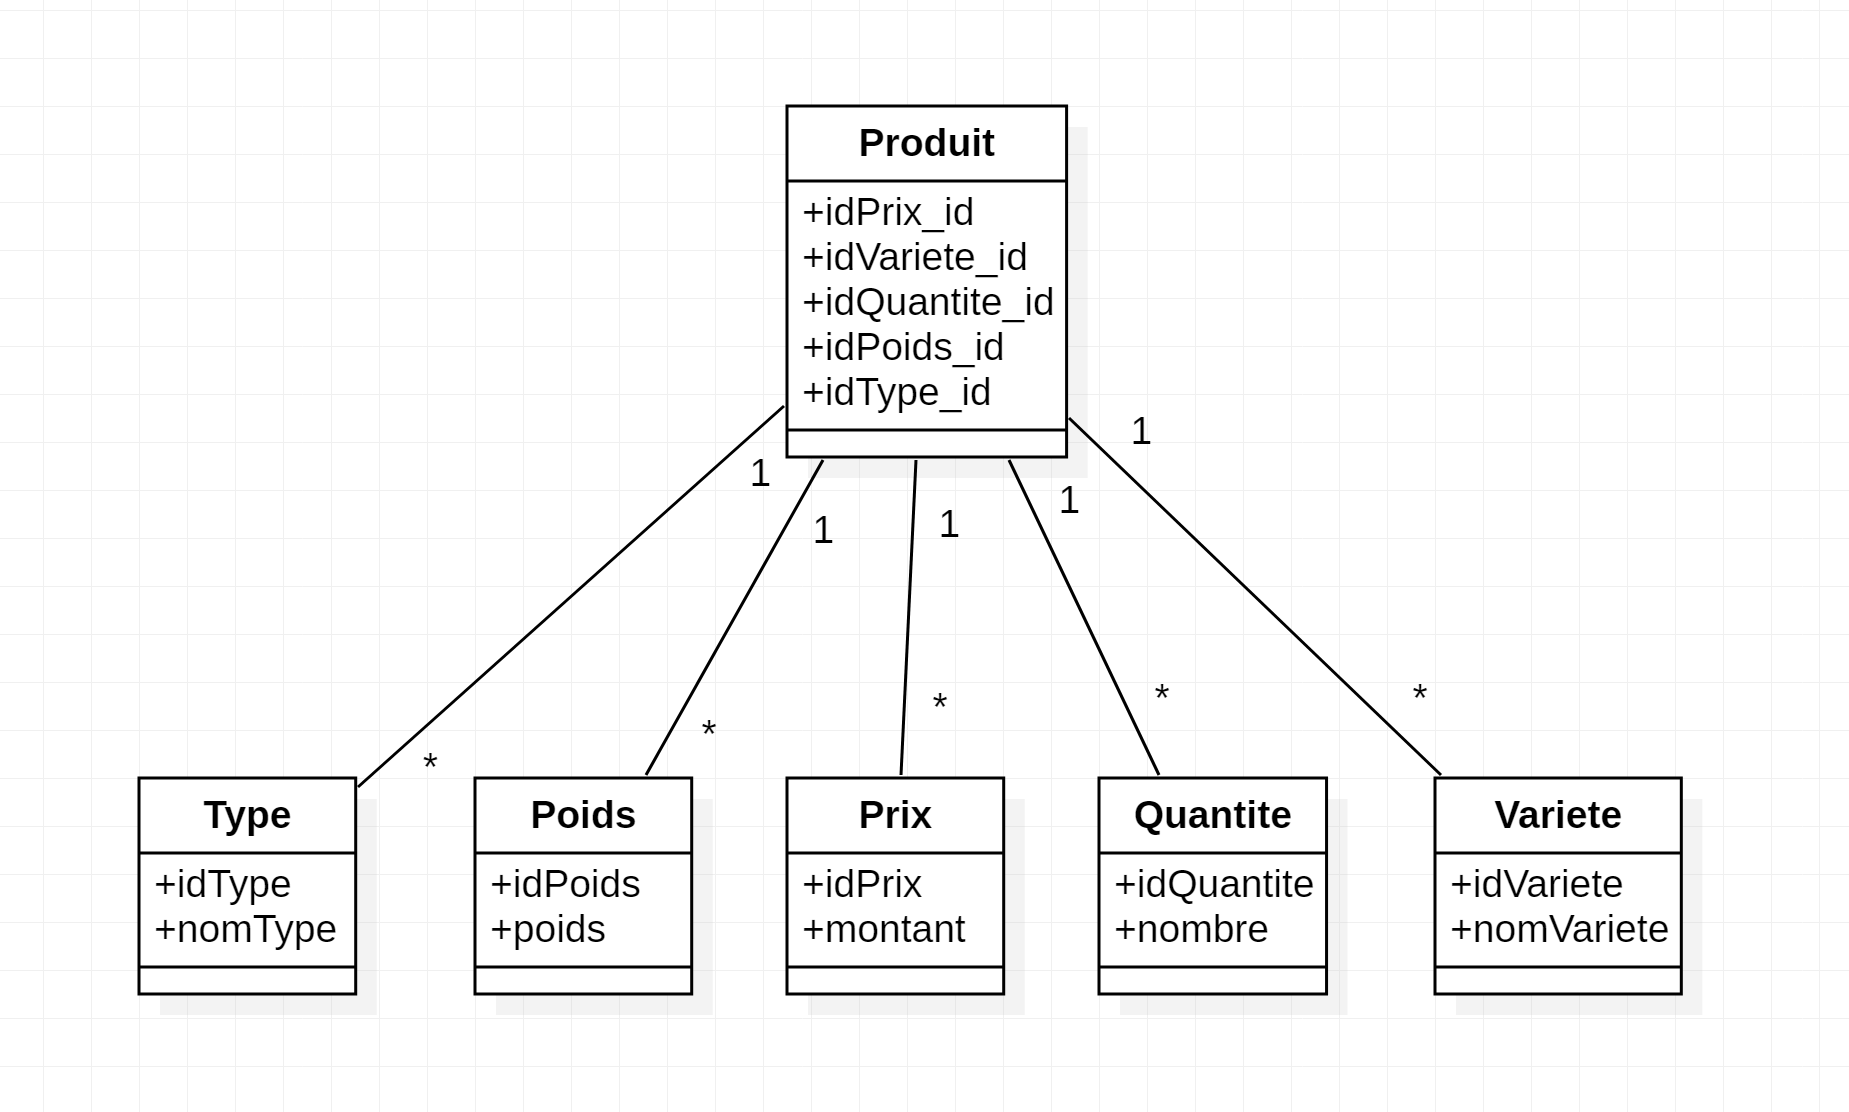 Produit
+idPrix_id
+idVariete_id
+idQuantite_id
+idPoids_id
+idType_id
1
1
1
1
1
*
*
*
*
*
Type
+idType
+nomType
Poids
+idPoids
+poids
Prix
+idPrix
+montant
Quantite
+idQuantite
+nombre
Variete
+idVariete
+nomVariete